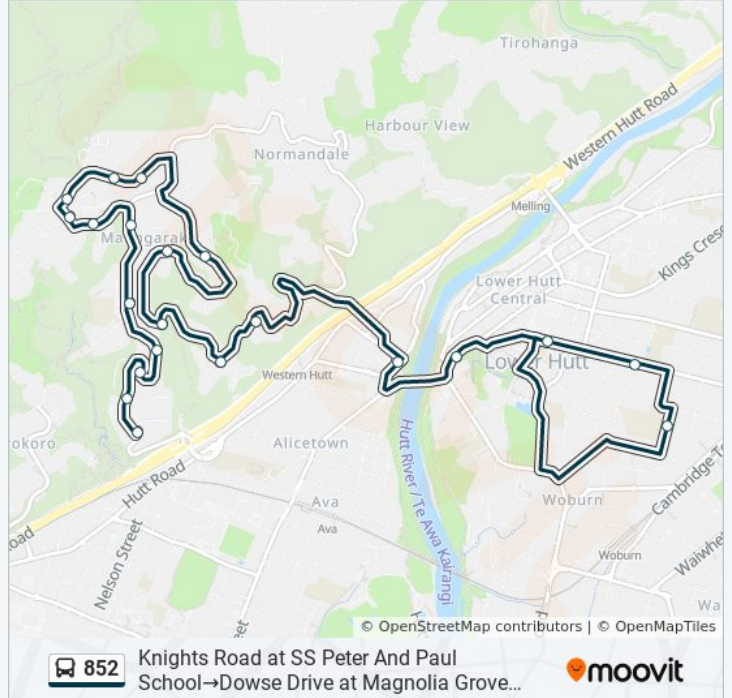 Tirohanga
Western Hutt Road
Harbour View
Normandale
Melling
Kings Cresc
Lower Hutt
Central
Lower Hutt
Western Hutt
okoro
Alicetown
Hutt River / Te Awa Kairangi
Cambridge Te
Hutt Road
Woburn
Ava
Ava
Nelson Street
Woburn
Waiwhe
oad
Wa
eet
© OpenStreetMap contributors | © OpenMapTiles
852
Knights Road at SS Peter And Paul
School→Dowse Drive at Magnolia Grove...
moovit